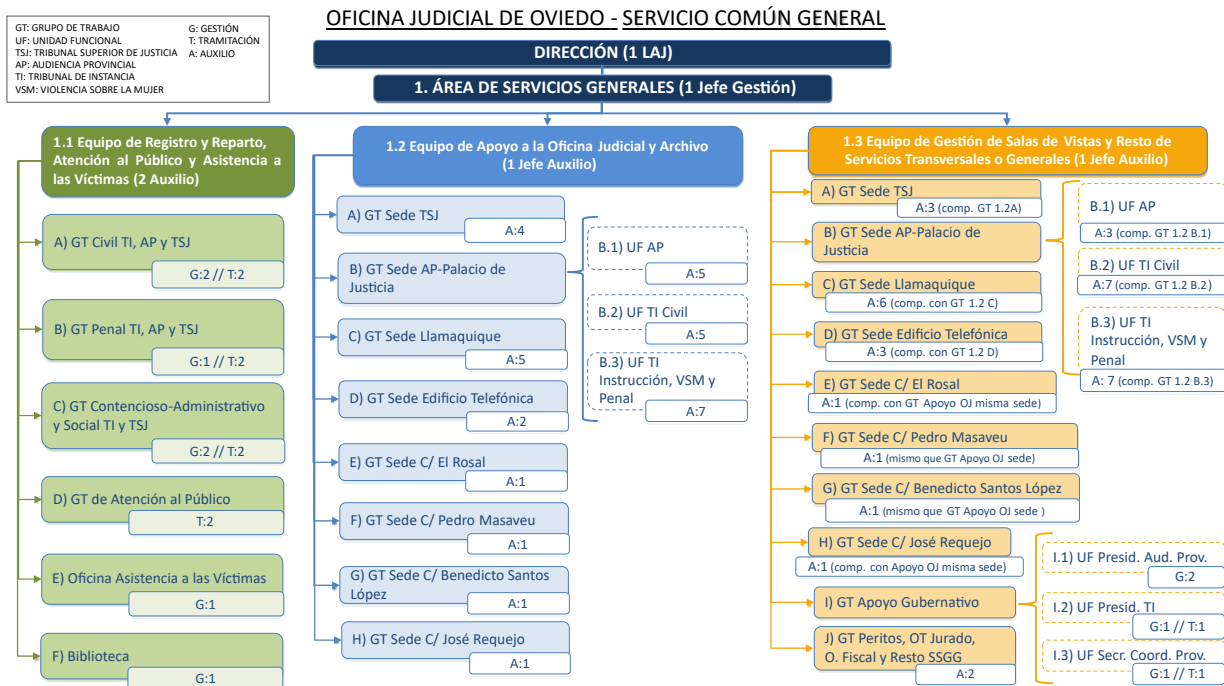 OFICINA JUDICIAL DE OVIEDO - SERVICIO COMÚN GENERAL
GT: GRUPO DE TRABAJO
UF: UNIDAD FUNCIONAL
TSJ: TRIBUNAL SUPERIOR DE JUSTICIA
AP: AUDIENCIA PROVINCIAL
TI: TRIBUNAL DE INSTANCIA
VSM: VIOLENCIA SOBRE LA MUJER
G: GESTIÓN
T: TRAMITACIÓN
A: AUXILIO
DIRECCIÓN (1 LAJ)
1. ÁREA DE SERVICIOS GENERALES (1 Jefe Gestión)
1.1 Equipo de Registro y Reparto,
Atención al Público y Asistencia a
las Víctimas (2 Auxilio)
A) GT Civil TI, AP y TSJ
G:2 // T:2
B) GT Penal TI, AP y TSJ
G:1 // T:2
C) GT Contencioso-Administrativo
y Social TI y TSJ
G:2 // T:2
D) GT de Atención al Público
T:2
E) Oficina Asistencia a las Víctimas
G:1
F) Biblioteca
G:1
1.2 Equipo de Apoyo a la Oficina Judicial y Archivo
(1 Jefe Auxilio)
A) GT Sede TSJ
A:4
B) GT Sede AP-Palacio de
Justicia
B.1) UF AP
A:5
B.2) UF TI Civil
A:5
B.3) UF TI
Instrucción, VSM y
Penal
A:7
C) GT Sede Llamaquique
A:5
D) GT Sede Edificio Telefónica
A:2
E) GT Sede C/ El Rosal
A:1
F) GT Sede C/ Pedro Masaveu
A:1
G) GT Sede C/ Benedicto Santos
López
A:1
H) GT Sede C/ José Requejo
A:1
1.3 Equipo de Gestión de Salas de Vistas y Resto de
Servicios Transversales o Generales (1 Jefe Auxilio)
A) GT Sede TSJ
A:3 (comp. GT 1.2A)
B) GT Sede AP-Palacio de
Justicia
B.1) UF AP
A:3 (comp. GT 1.2 B.1)
B.2) UF TI Civil
A:7 (comp. GT 1.2 B.2)
B.3) UF TI
Instrucción, VSM y
Penal
A: 7 (comp. GT 1.2 B.3)
C) GT Sede Llamaquique
A:6 (comp. con GT 1.2 C)
D) GT Sede Edificio Telefónica
A:3 (comp. con GT 1.2 D)
E) GT Sede C/ El Rosal
A:1 (comp. con GT Apoyo OJ misma sede)
F) GT Sede C/ Pedro Masaveu
A:1 (mismo que GT Apoyo OJ sede)
G) GT Sede C/ Benedicto Santos López
A:1 (mismo que GT Apoyo OJ sede )
H) GT Sede C/ José Requejo
A:1 (comp. con Apoyo OJ misma sede)
I) GT Apoyo Gubernativo
I.1) UF Presid. Aud. Prov.
G:2
I.2) UF Presid. TI
G:1 // T:1
I.3) UF Secr. Coord. Prov.
G:1 // T:1
J) GT Peritos, OT Jurado,
O. Fiscal y Resto SSGG
A:2